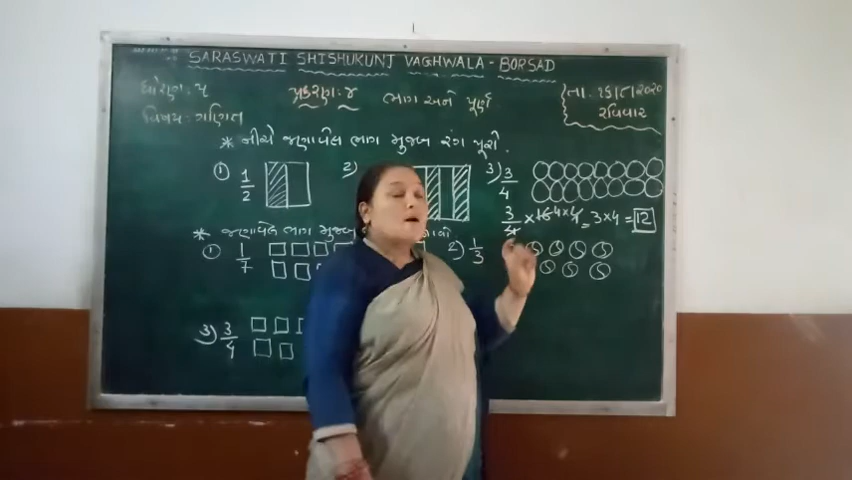 SARASWATI SHISHUKUNJ VAGHWALA - BORSAD
ધોરણ: ૫
પ્રકરણ: ૪
ભાગ અને પૂર્ણ
તા.
૨૦૨૦
વિષય: ગણિત
રવિવાર
* નીચે જણાવેલ ભાગ મુજબ રંગ પૂરો.
① 1/2
2)
3) 3/4
3/4 × 16 4×4 = 3×4 = 12
* જણાવેલ ભાગ મુજબ
① 1/7
2) 1/3
3) 3/4